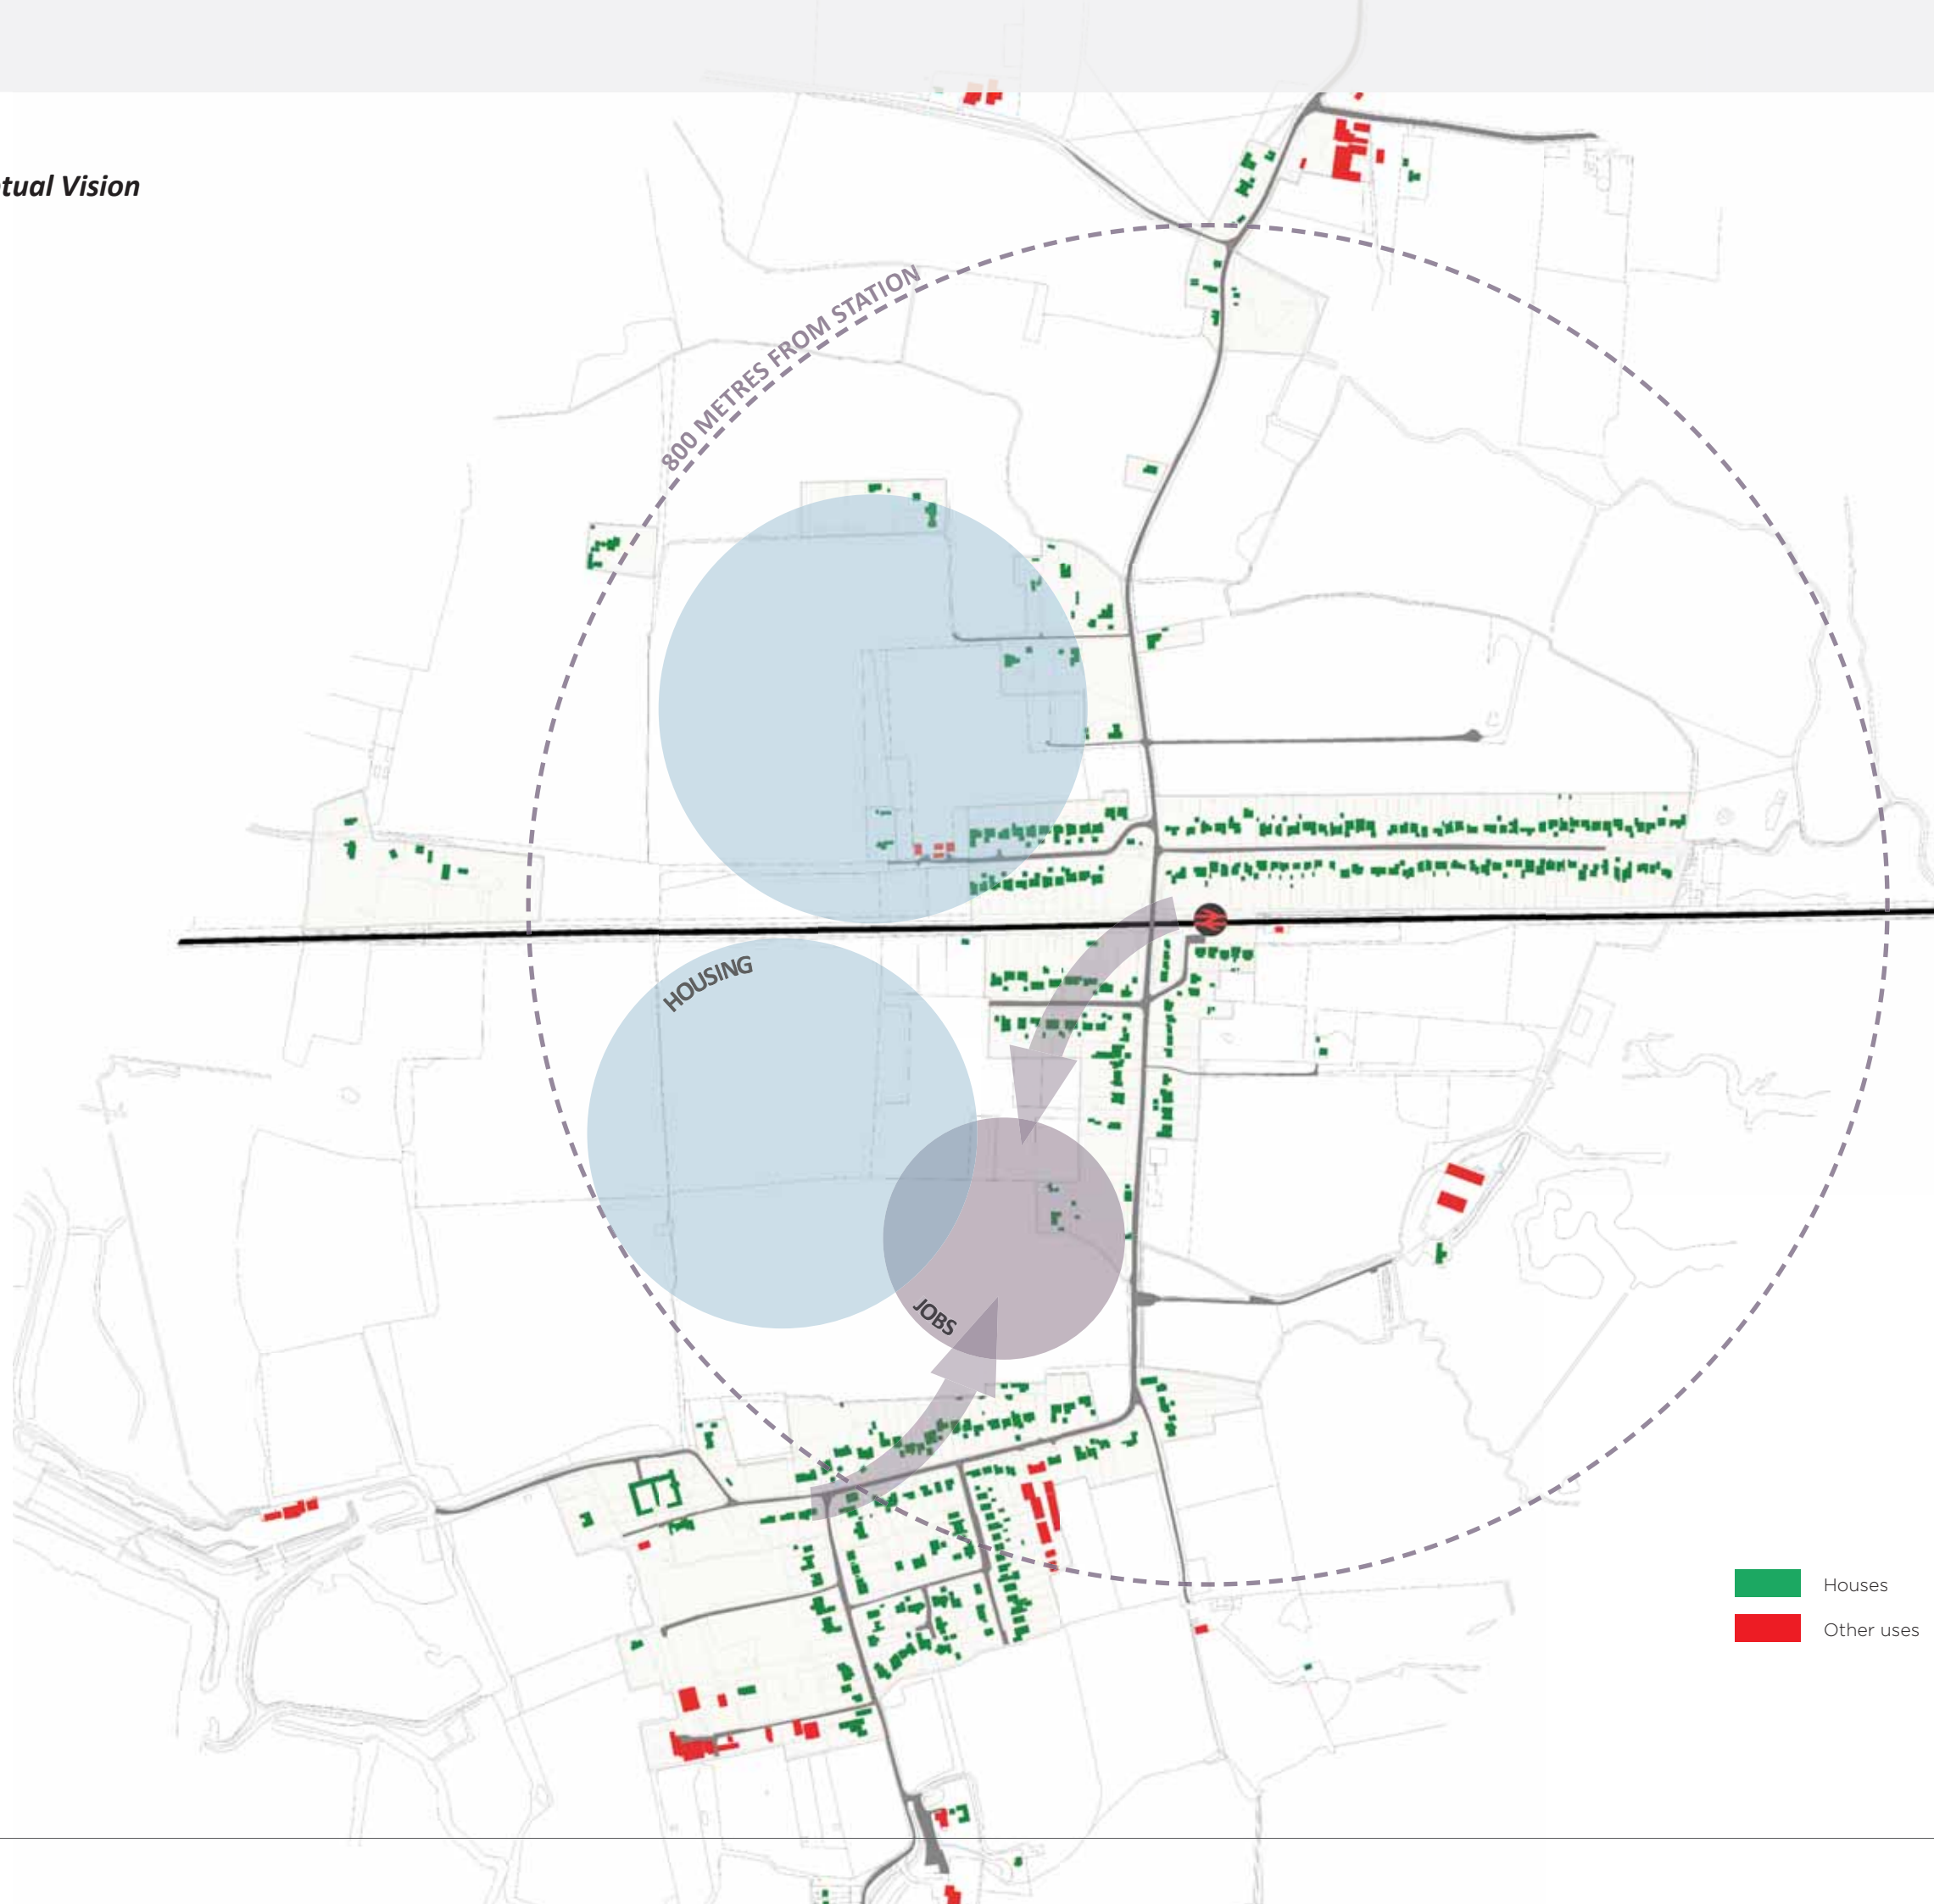 tual Vision
800 METRES FROM STATION
HOUSING
JOBS
Houses
Other uses